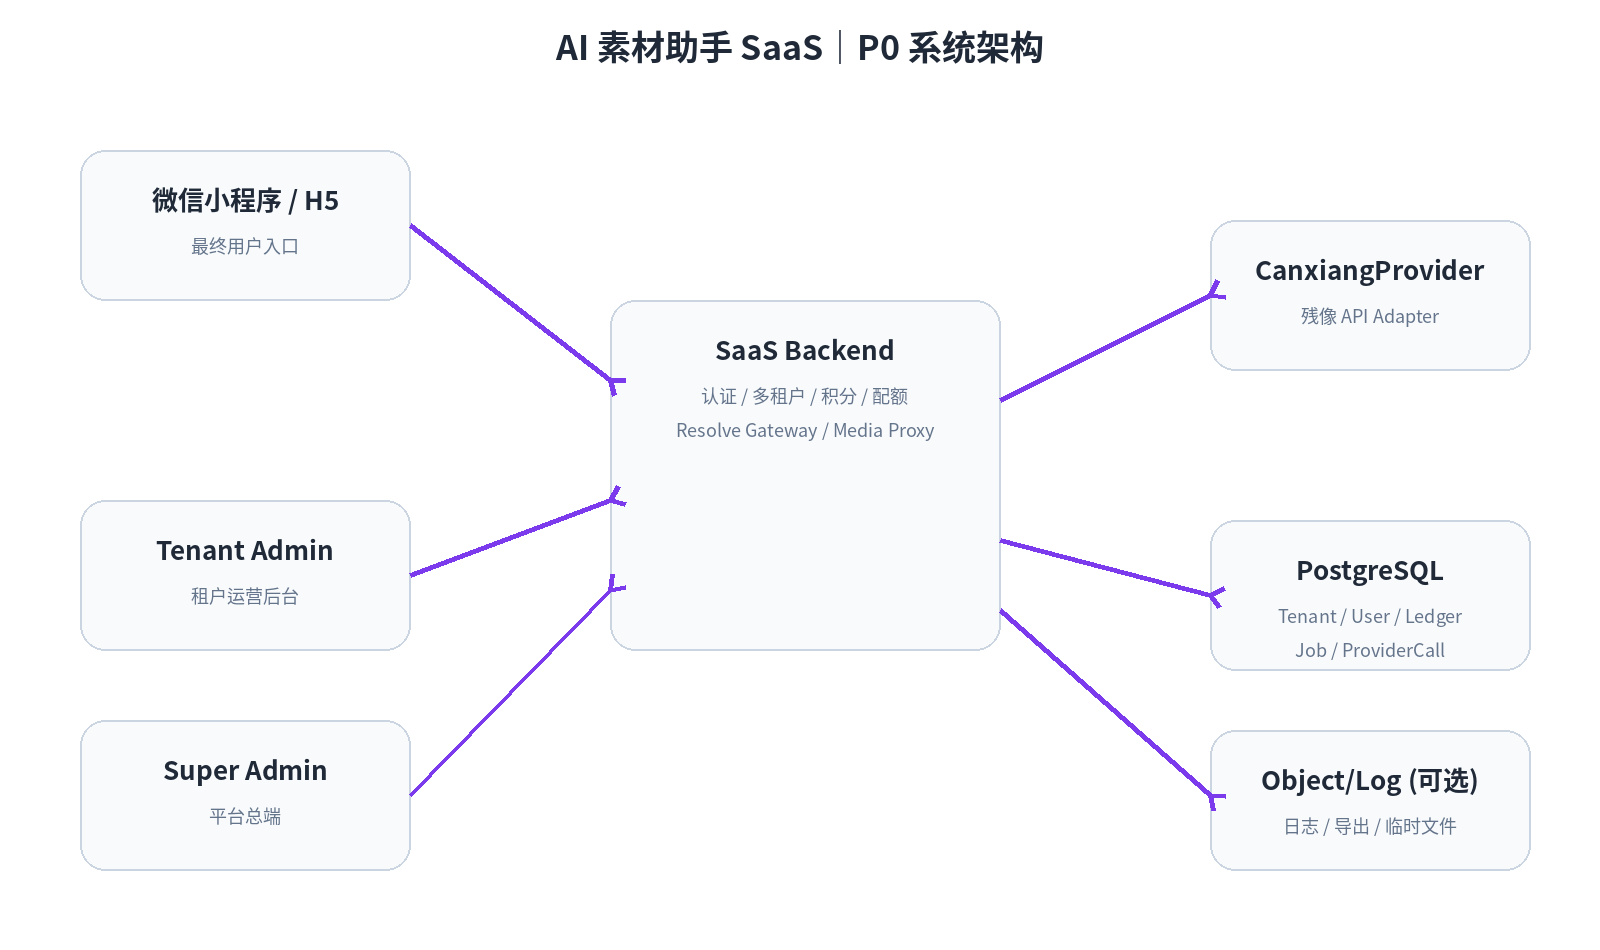 AI 素材助手 SaaS｜P0 系统架构
微信小程序 / H5
最终用户入口
Tenant Admin
租户运营后台
Super Admin
平台总端
SaaS Backend
认证 / 多租户 / 积分 / 配额
Resolve Gateway / Media Proxy
CanxiangProvider
残像 API Adapter
PostgreSQL
Tenant / User / Ledger
Job / ProviderCall
Object/Log (可选)
日志 / 导出 / 临时文件